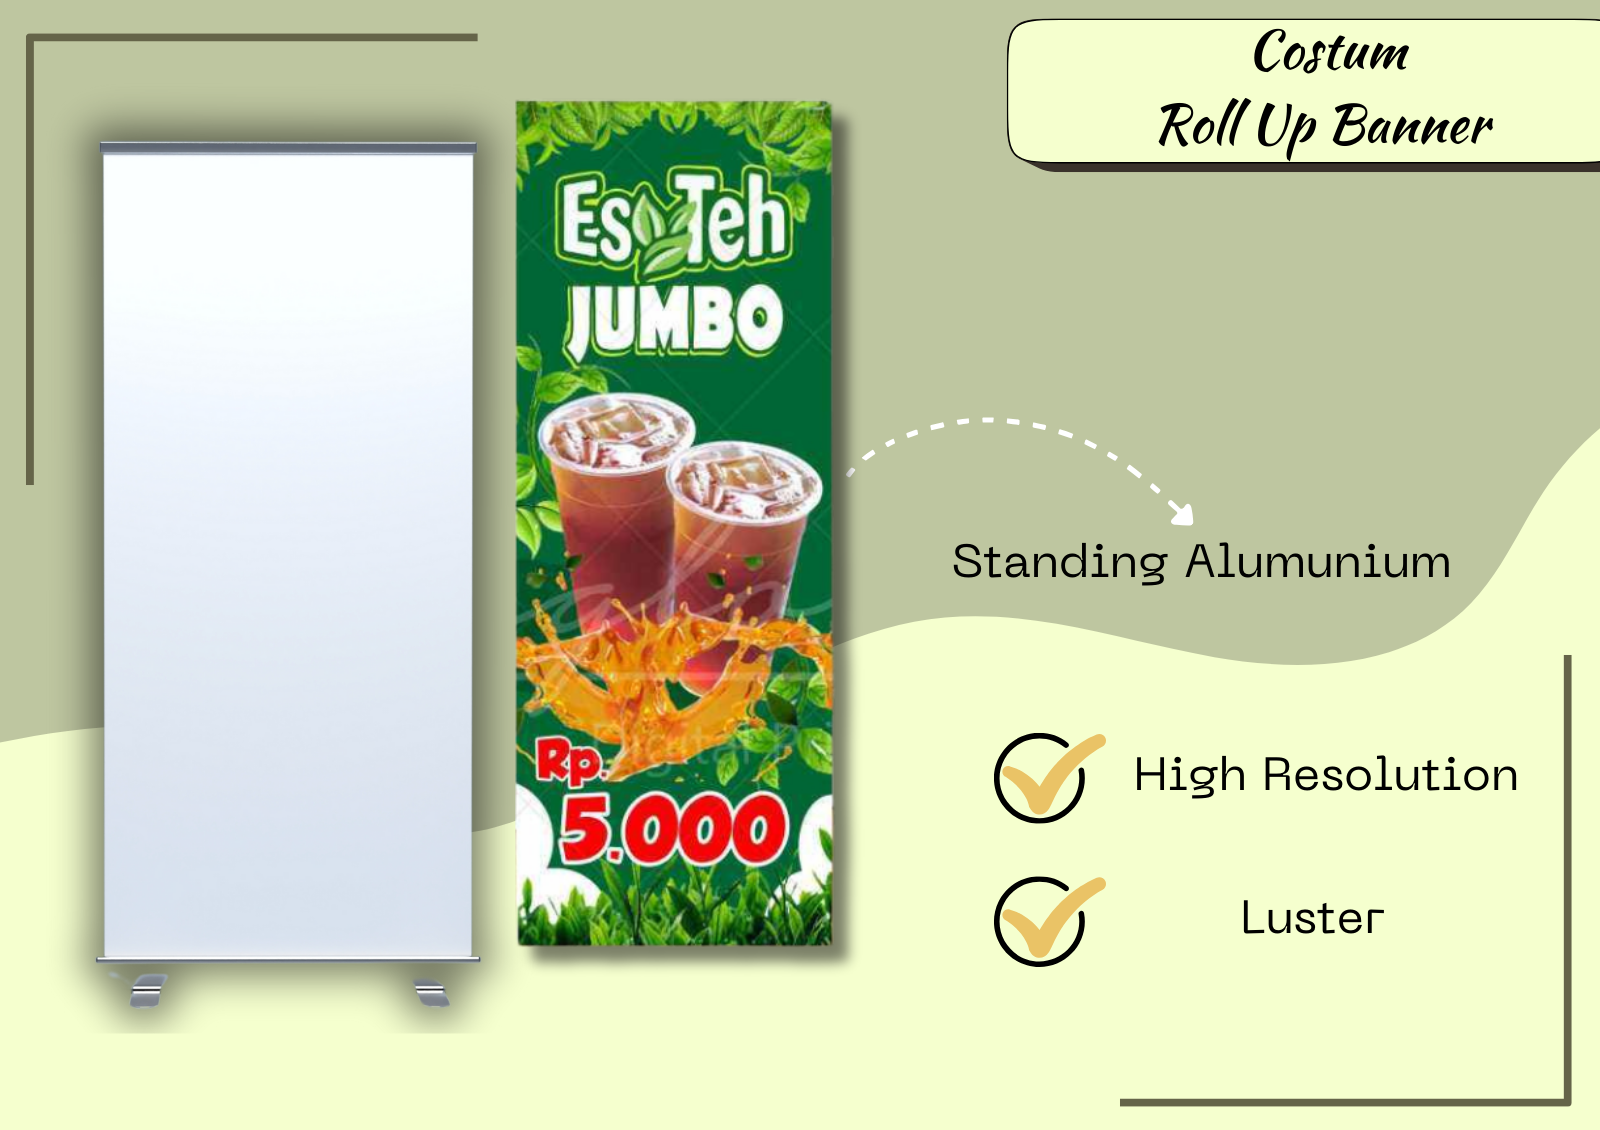 Costum
Roll Up Banner
Es Teh
JUMBO
Rp.
5.000
Standing Alumunium
High Resolution
Luster